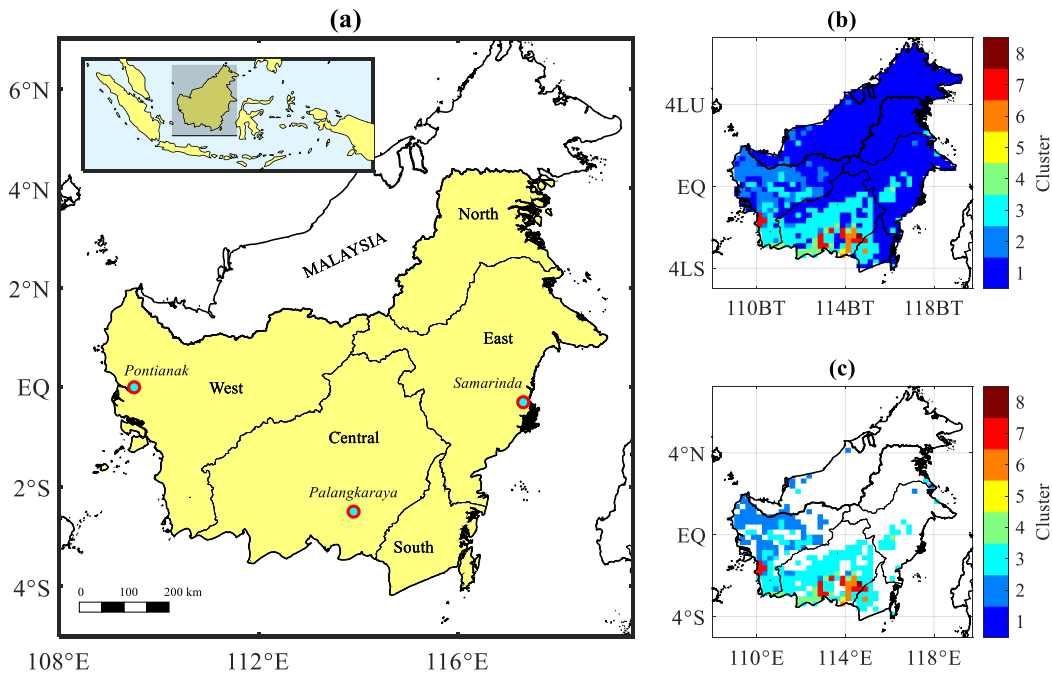 (a)
6°N
4°N
2°N
EQ
2°S
4°S
108°E
112°E
116°E
North
MALAYSIA
East
Pontianak
West
Samarinda
Central
Palangkaraya
South
0
100
200 km
(b)
4LU
EQ
4LS
110BT
114BT
118BT
8
7
6
5
4
3
2
1
Cluster
(c)
4°N
EQ
4°S
110°E
114°E
118°E
8
7
6
5
4
3
2
1
Cluster